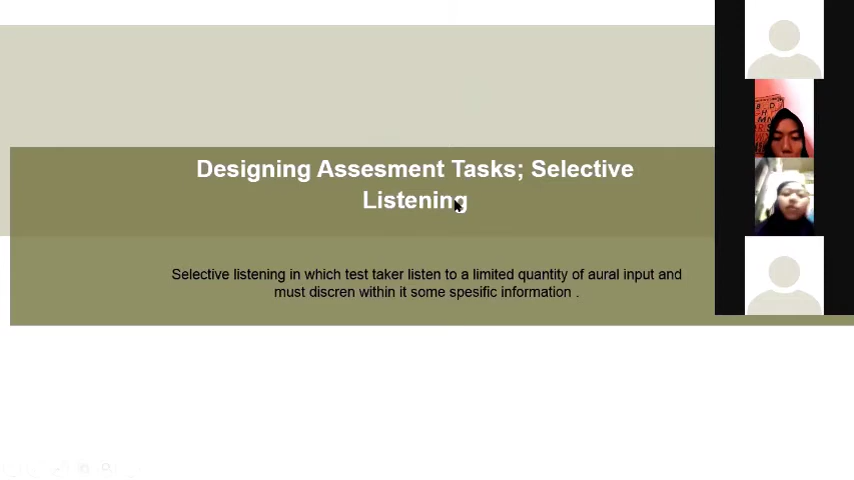 Designing Assesment Tasks; Selective
Listening
Selective listening in which test taker listen to a limited quantity of aural input and
must discren within it some spesific information .